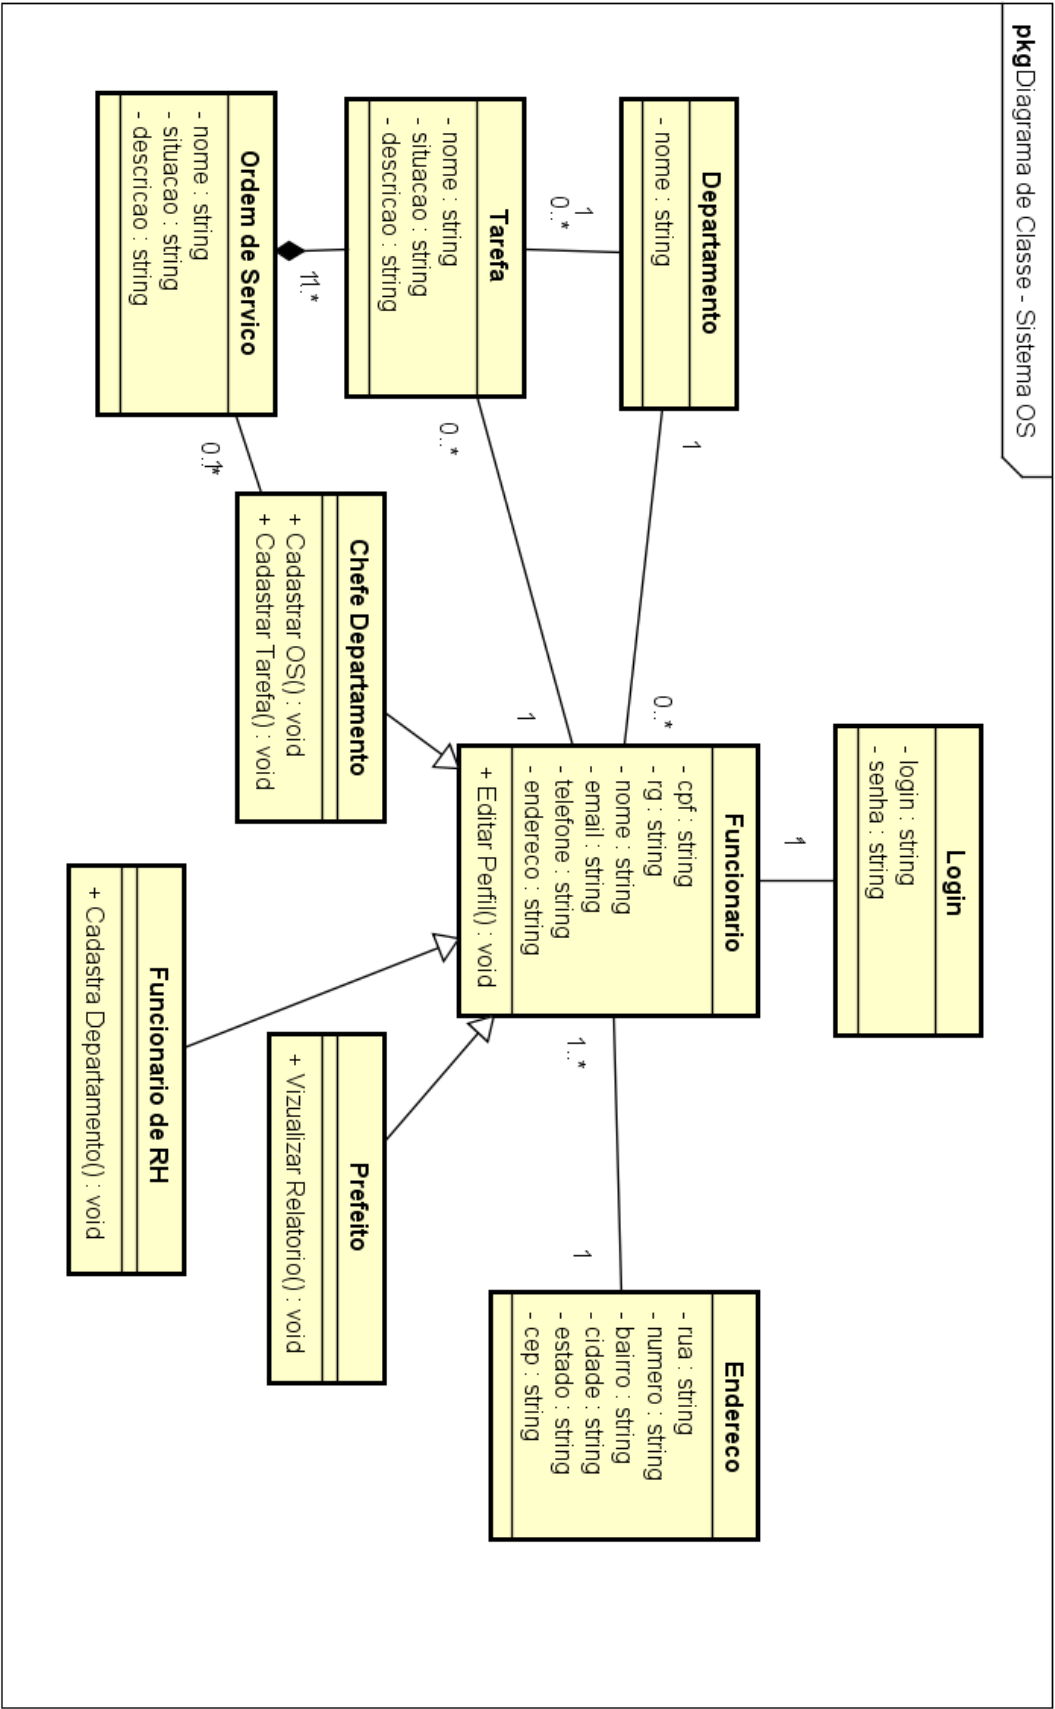 pkg Diagrama de Classe - Sistema OS
Login
- login : string
- senha : string
1
1
Departamento
- nome : string
1
0..*
1
0..*
Funcionario
- cpf : string
- rg : string
- nome : string
- email : string
- telefone : string
- endereco : string
+ Editar Perfil() : void
1..*
1
Endereco
- rua : string
- numero : string
- bairro : string
- cidade : string
- estado : string
- cep : string
Tarefa
- nome : string
- situacao : string
- descricao : string
0..*
1
1
1..*
Ordem de Servico
- nome : string
- situacao : string
- descricao : string
0..*
1
Chefe Departamento
+ Cadastrar OS() : void
+ Cadastrar Tarefa() : void
Prefeito
+ Vizualizar Relatorio() : void
Funcionario de RH
+ Cadastra Departamento() : void